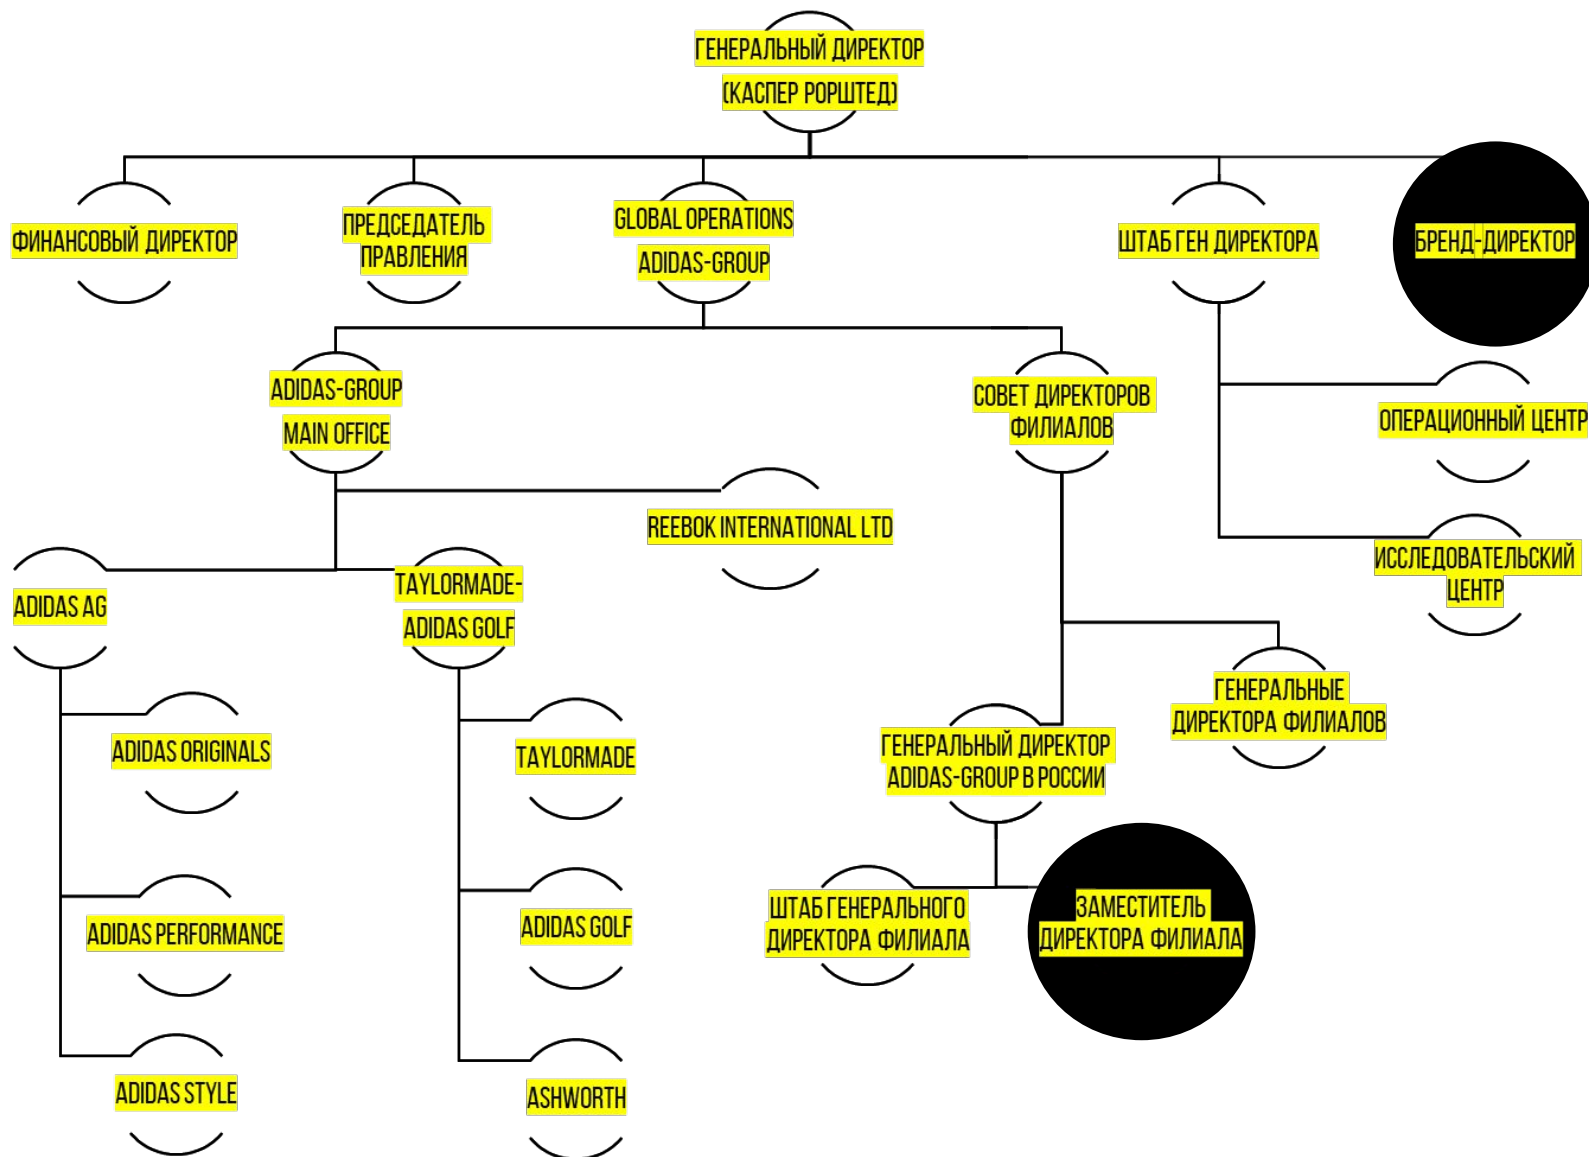 ГЕНЕРАЛЬНЫЙ ДИРЕКТОР
(КАСПЕР РОРШТЕД)
ФИНАНСОВЫЙ ДИРЕКТОР
ПРЕДСЕДАТЕЛЬ
ПРАВЛЕНИЯ
GLOBAL OPERATIONS
ADIDAS-GROUP
ШТАБ ГЕН ДИРЕКТОРА
БРЕНД-ДИРЕКТОР
ADIDAS-GROUP
MAIN OFFICE
СОВЕТ ДИРЕКТОРОВ
ФИЛИАЛОВ
ОПЕРАЦИОННЫЙ ЦЕНТР
REEBOK INTERNATIONAL LTD
ИССЛЕДОВАТЕЛЬСКИЙ
ЦЕНТР
ADIDAS AG
TAYLORMADE-
ADIDAS GOLF
ГЕНЕРАЛЬНЫЕ
ДИРЕКТОРА ФИЛИАЛОВ
ADIDAS ORIGINALS
TAYLORMADE
ГЕНЕРАЛЬНЫЙ ДИРЕКТОР
ADIDAS-GROUP В РОССИИ
ADIDAS PERFORMANCE
ADIDAS GOLF
ШТАБ ГЕНЕРАЛЬНОГО
ДИРЕКТОРА ФИЛИАЛА
ЗАМЕСТИТЕЛЬ
ДИРЕКТОРА ФИЛИАЛА
ADIDAS STYLE
ASHWORTH